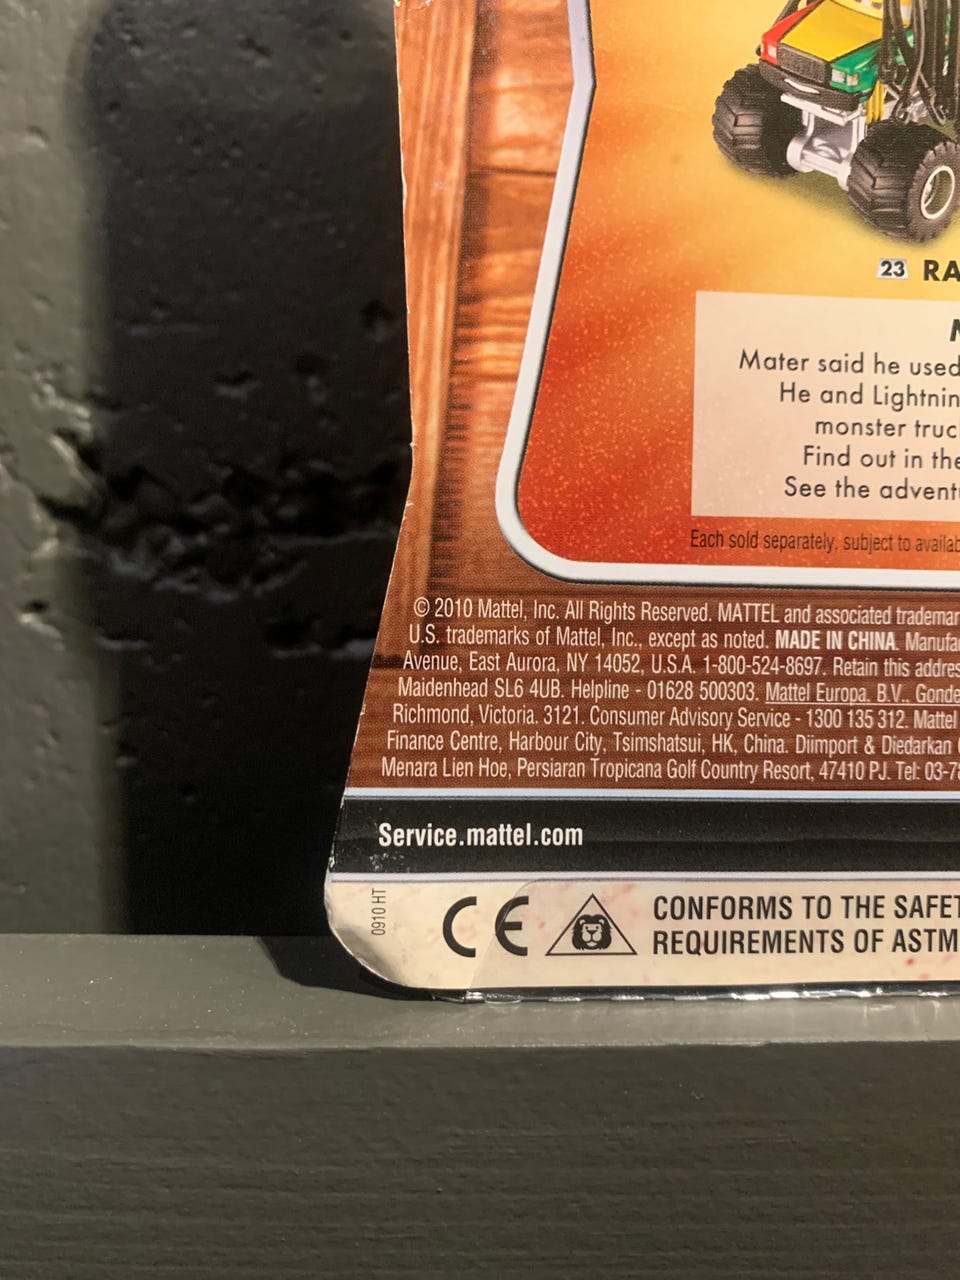 23 RA
Mater said he used
He and Lightnin
monster truc
Find out in the
See the advent
Each sold separately, subject to availab
© 2010 Mattel, Inc. All Rights Reserved. MATTEL and associated trademar
U.S. trademarks of Mattel, Inc., except as noted. MADE IN CHINA. Manufa
Avenue, East Aurora, NY 14052, U.S.A. 1-800-524-8697. Retain this addres
Maidenhead SL6 4UB. Helpline - 01628 500303. Mattel Europa, B.V., Gonde
Richmond, Victoria. 3121. Consumer Advisory Service - 1300 135 312. Mattel
Finance Centre, Harbour City, Tsimshatsui, HK, China. Diimport & Diedarkan
Menara Lien Hoe, Persiaran Tropicana Golf Country Resort, 47410 PJ. Tel: 03-78
Service.mattel.com
0910 HT
CE
CONFORMS TO THE SAFET
REQUIREMENTS OF ASTM